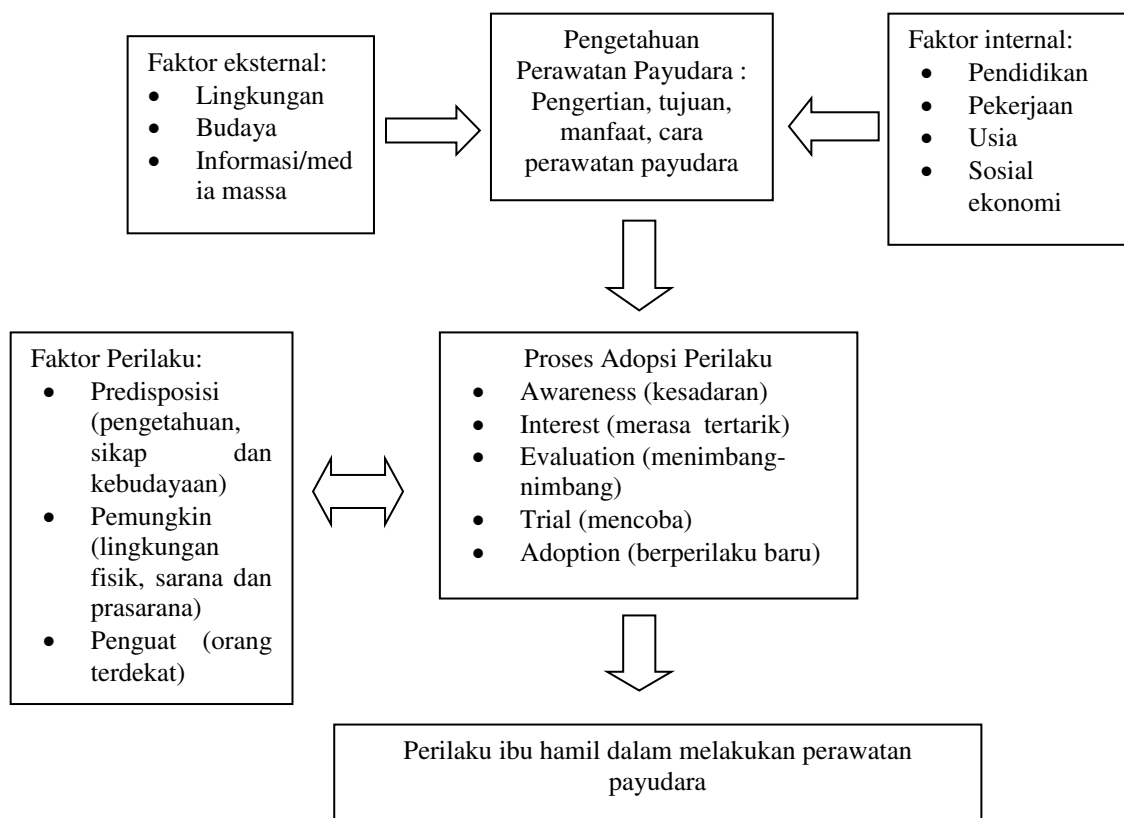 Faktor eksternal:
• Lingkungan
• Budaya
• Informasi/med
ia massa
Pengetahuan
Perawatan Payudara :
Pengertian, tujuan,
manfaat, cara
perawatan payudara
Faktor internal:
• Pendidikan
• Pekerjaan
• Usia
• Sosial
ekonomi
Faktor Perilaku:
• Predisposisi
(pengetahuan,
sikap dan
kebudayaan)
• Pemungkin
(lingkungan
fisik, sarana dan
prasarana)
• Penguat (orang
terdekat)
Proses Adopsi Perilaku
• Awareness (kesadaran)
• Interest (merasa tertarik)
• Evaluation (menimbang-
nimbang)
• Trial (mencoba)
• Adoption (berperilaku baru)
Perilaku ibu hamil dalam melakukan perawatan
payudara